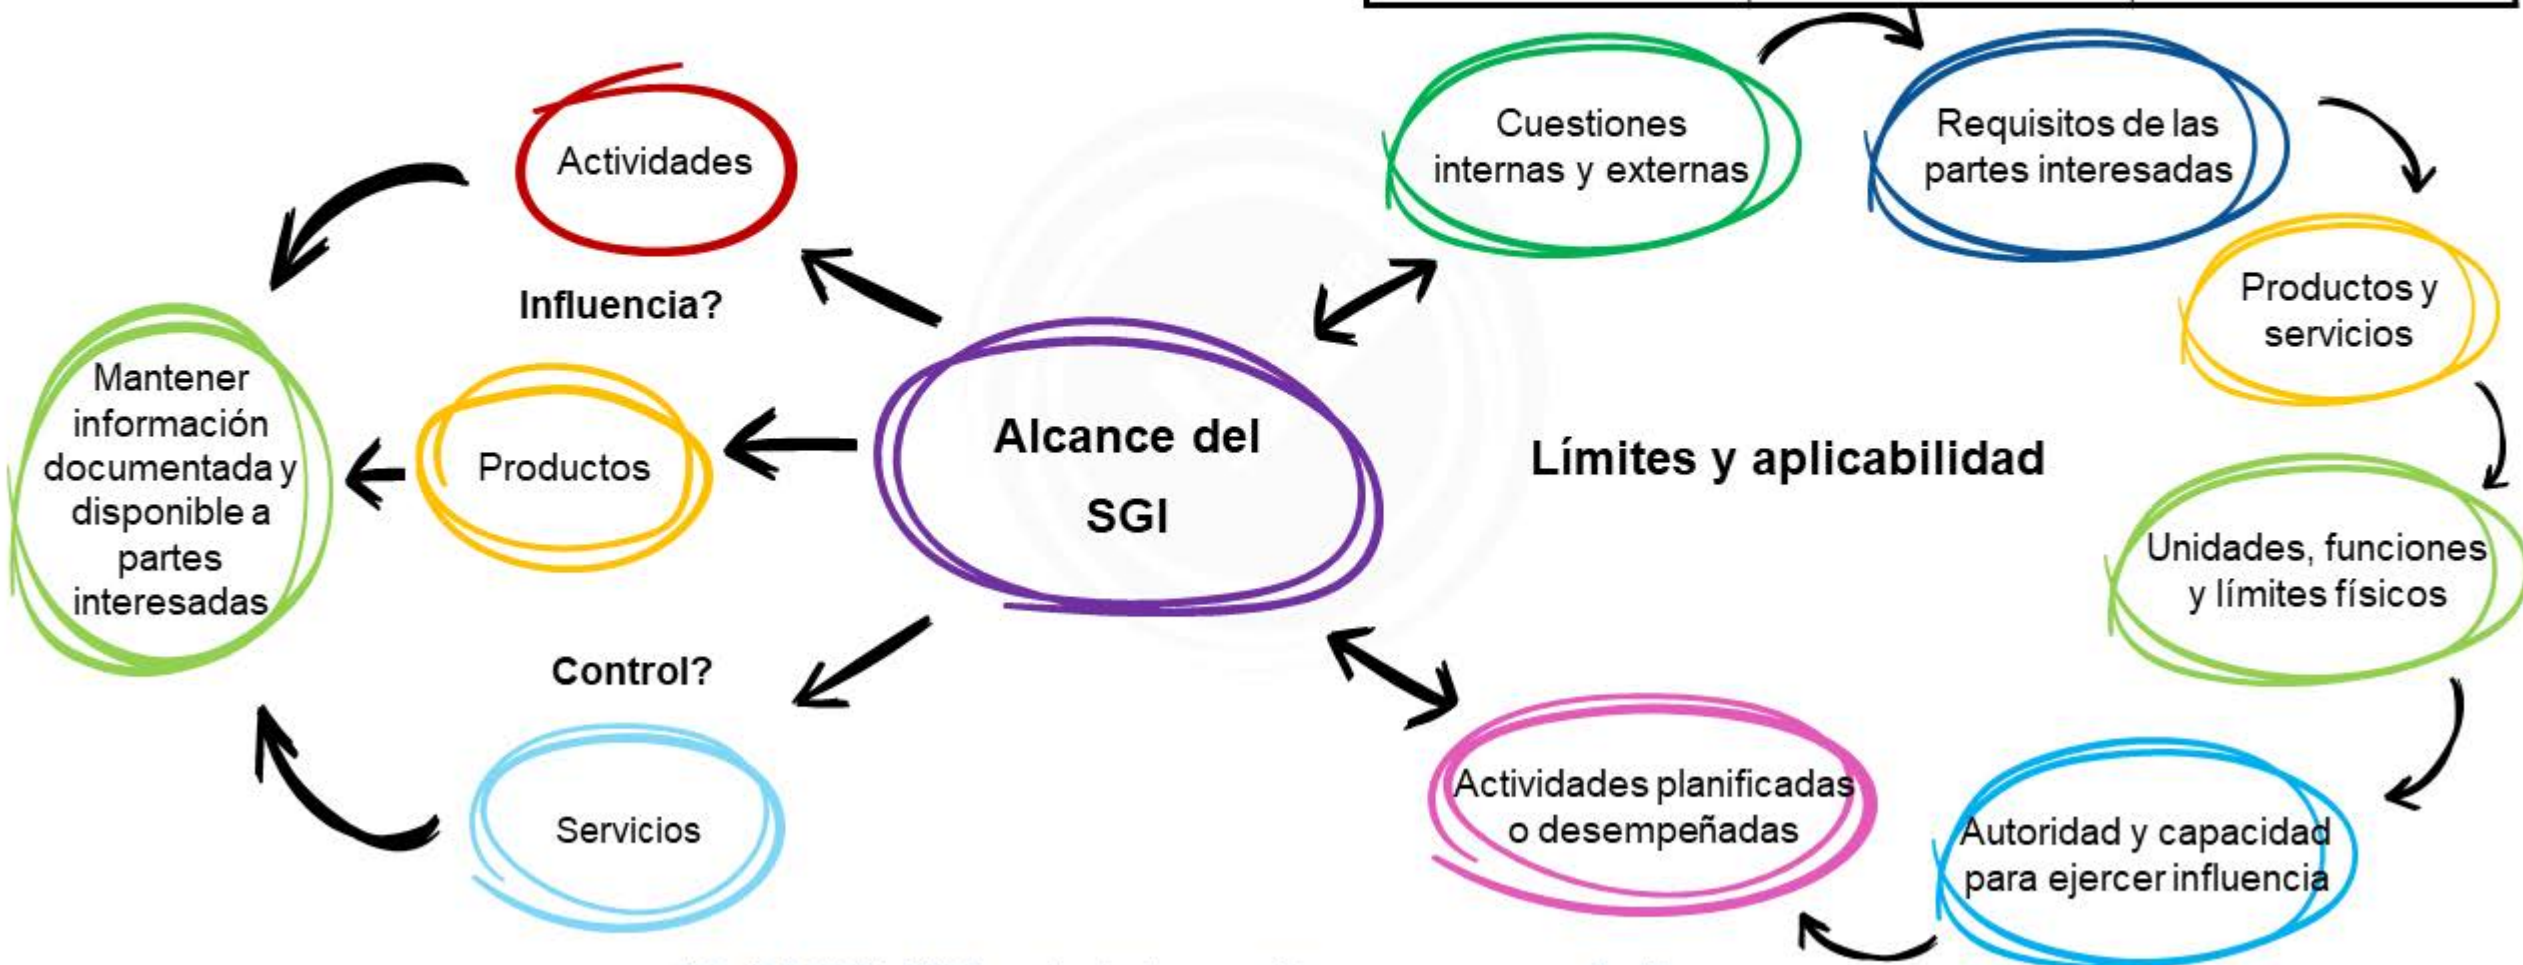 Actividades
Influencia?
Mantener
información
documentada y
disponible a
partes
interesadas
Productos
Control?
Servicios
Alcance del
SGI
Cuestiones
internas y externas
Requisitos de las
partes interesadas
Productos y
servicios
Límites y aplicabilidad
Unidades, funciones
y límites físicos
Autoridad y capacidad
para ejercer influencia
Actividades planificadas
o desempeñadas